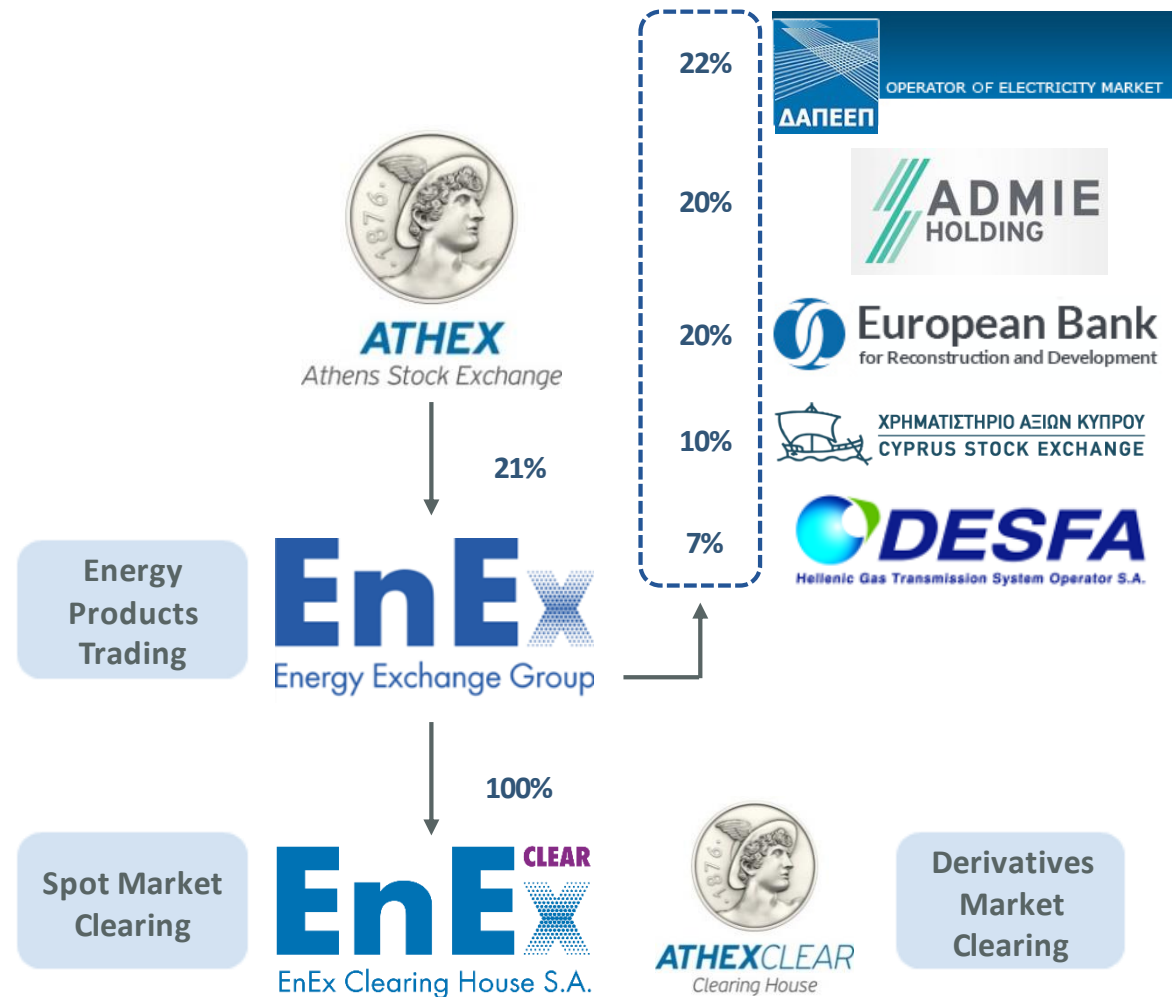 22%
OPERATOR OF ELECTRICITY MARKET
ΔΑΠΕΕΠ
·1876·
20%
ADMIE
HOLDING
ATHEX
Athens Stock Exchange
20%
European Bank
for Reconstruction and Development
10%
ΧΡΗΜΑΤΙΣΤΗΡΙΟ ΑΞΙΩΝ ΚΥΠΡΟΥ
CYPRUS STOCK EXCHANGE
21%
7%
DESFA
Hellenic Gas Transmission System Operator S.A.
Energy
Products
Trading
EnEx
Energy Exchange Group
100%
Spot Market
Clearing
EnEx CLEAR
EnEx Clearing House S.A.
·1876·
ATHEXCLEAR
Clearing House
Derivatives
Market
Clearing